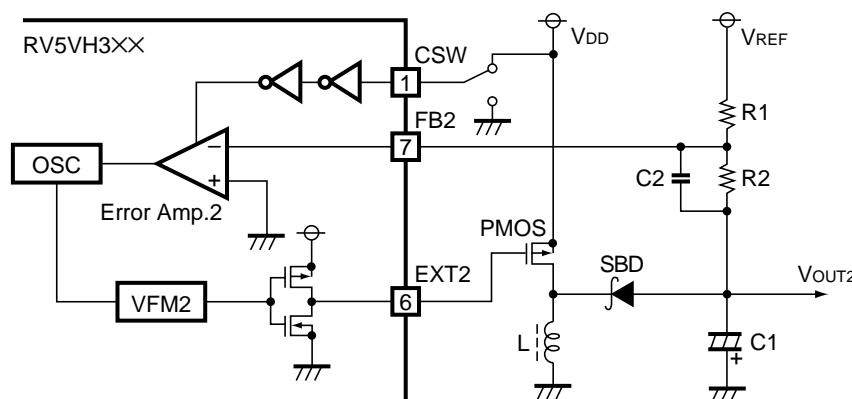 RV5VH3XX
CSW
1
VDD
VREF
FB2
7
R1
OSC
−
+
Error Amp.2
C2
R2
PMOS
SBD
EXT2
VFM2
6
VOUT2
L
C1
+